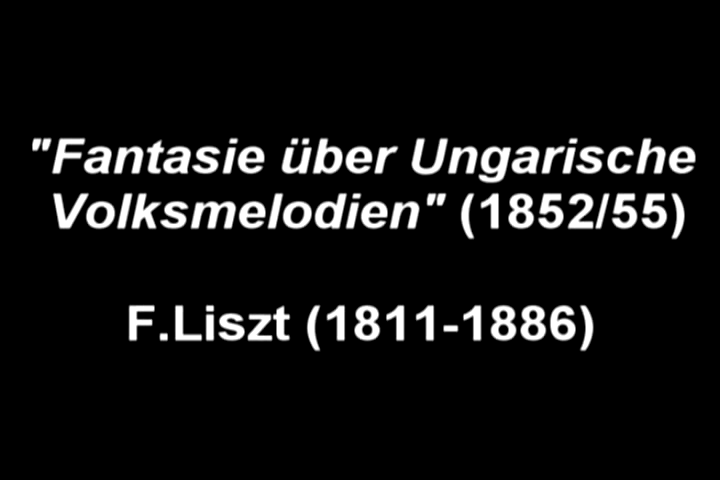 "Fantasie über Ungarische
Volksmelodien" (1852/55)
F.Liszt (1811-1886)